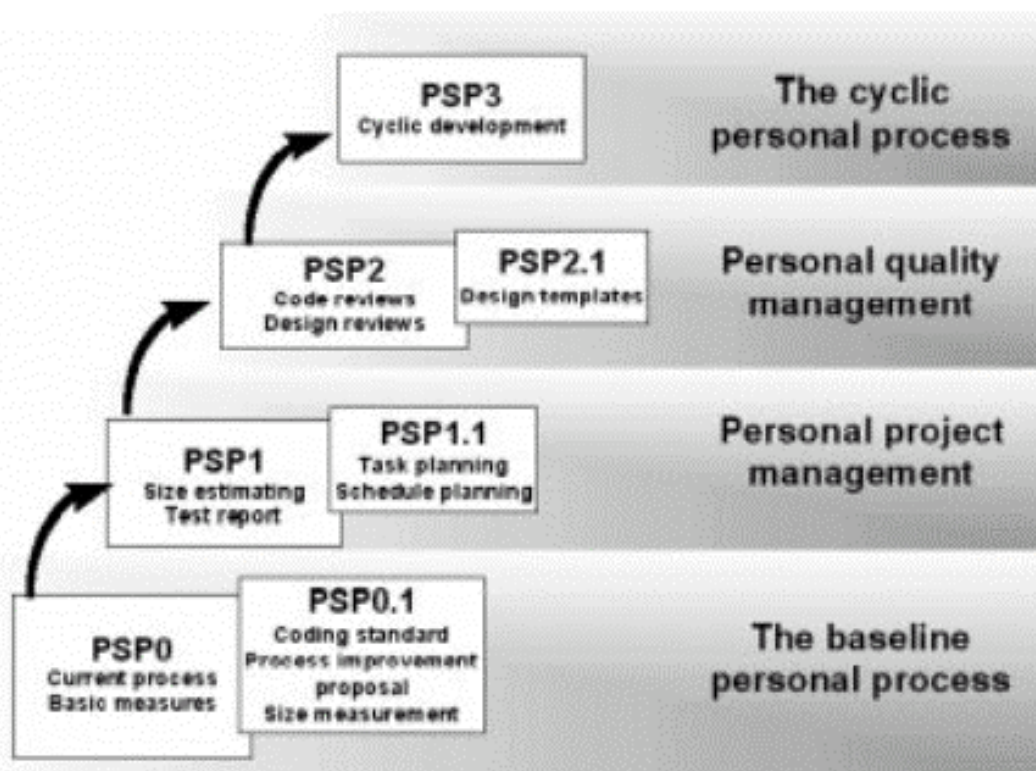 PSP3
Cyclic development
The cyclic
personal process
PSP2
Code reviews
Design reviews
PSP2.1
Design templates
Personal quality
management
PSP1
Size estimating
Test report
PSP1.1
Task planning
Schedule planning
Personal project
management
PSP0
Current process
Basic measures
PSP0.1
Coding standard
Process improvement
proposal
Size measurement
The baseline
personal process